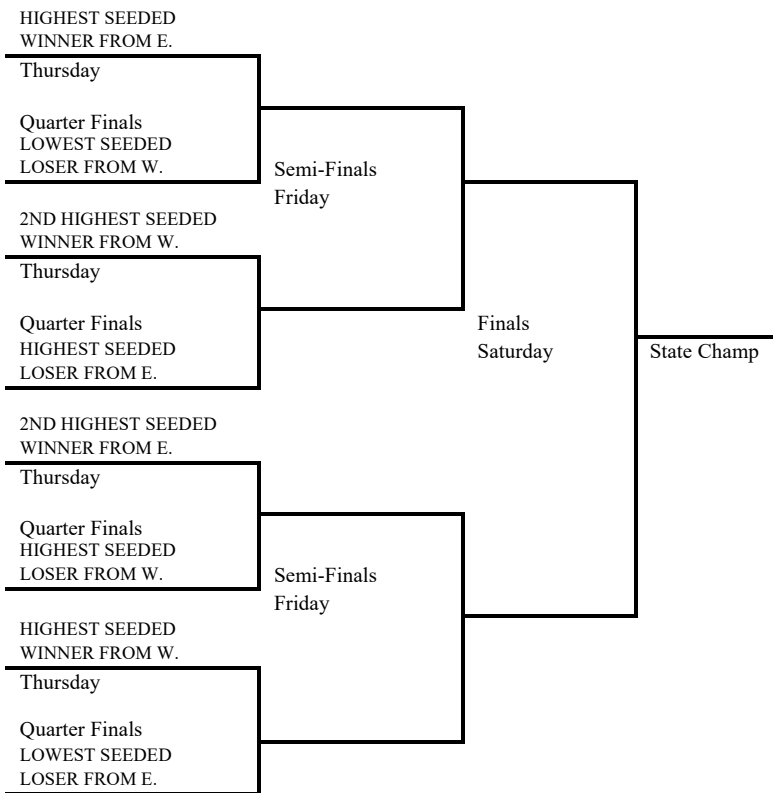 HIGHEST SEEDED
WINNER FROM E.
Thursday
Quarter Finals
LOWEST SEEDED
LOSER FROM W.
Semi-Finals
Friday
2ND HIGHEST SEEDED
WINNER FROM W.
Thursday
Quarter Finals
HIGHEST SEEDED
LOSER FROM E.
Finals
Saturday
State Champ
2ND HIGHEST SEEDED
WINNER FROM E.
Thursday
Quarter Finals
HIGHEST SEEDED
LOSER FROM W.
Semi-Finals
Friday
HIGHEST SEEDED
WINNER FROM W.
Thursday
Quarter Finals
LOWEST SEEDED
LOSER FROM E.